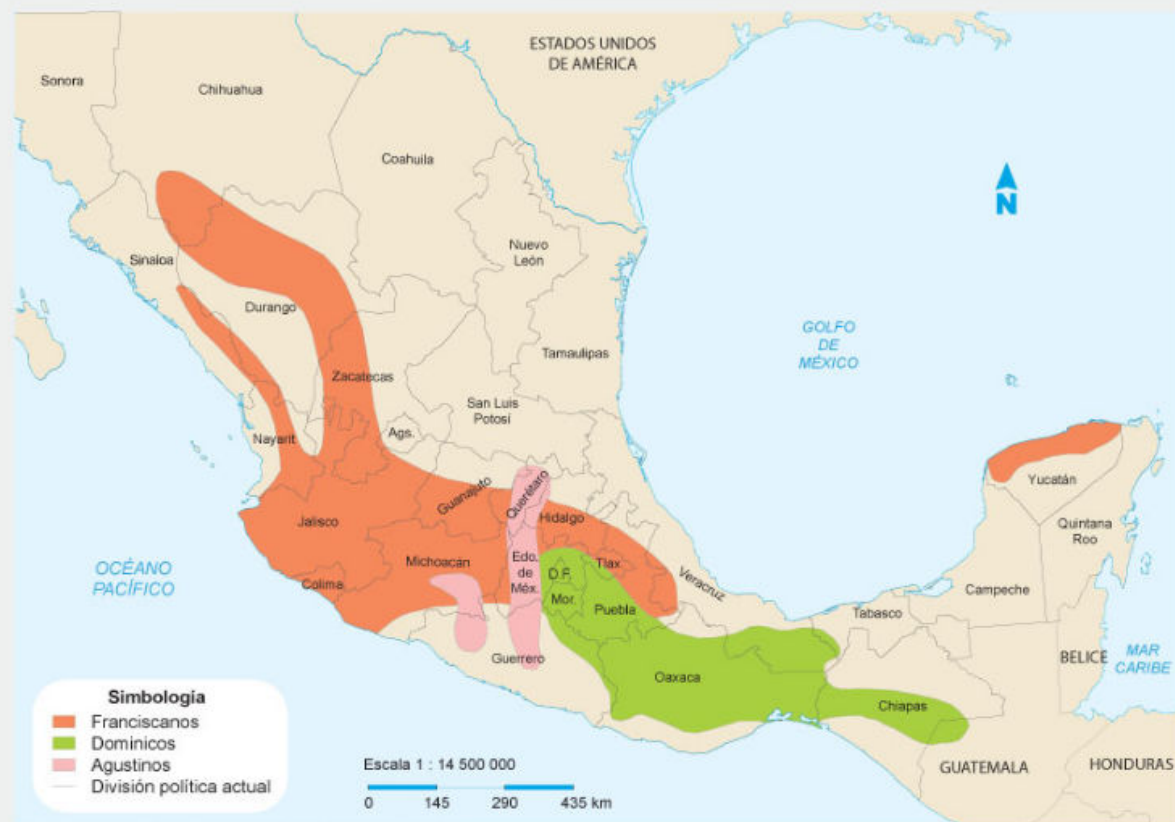 ESTADOS UNIDOS
DE AMÉRICA
Sonora
Chihuahua
Coahuila
N
Nuevo
León
Sinaloa
Durango
GOLFO
DE
MÉXICO
Tamaulipas
Zacatecas
San Luis
Potosí
Ags.
Nayarit
Yucatán
Querétaro
Guanajuato
Hidalgo
Jalisco
Quintana
Roo
Michoacán
Edo.
de
Méx.
Tlax
OCÉANO
PACÍFICO
D.F.
Colima
Veracruz
Campeche
Mor.
Puebla
Tabasco
BELICE
MAR
CARIBE
Guerrero
Oaxaca
Chiapas
GUATEMALA
HONDURAS
Simbología
Franciscanos
Domínicos
Agustinos
División política actual
Escala 1 : 14 500 000
0 145 290 435 km